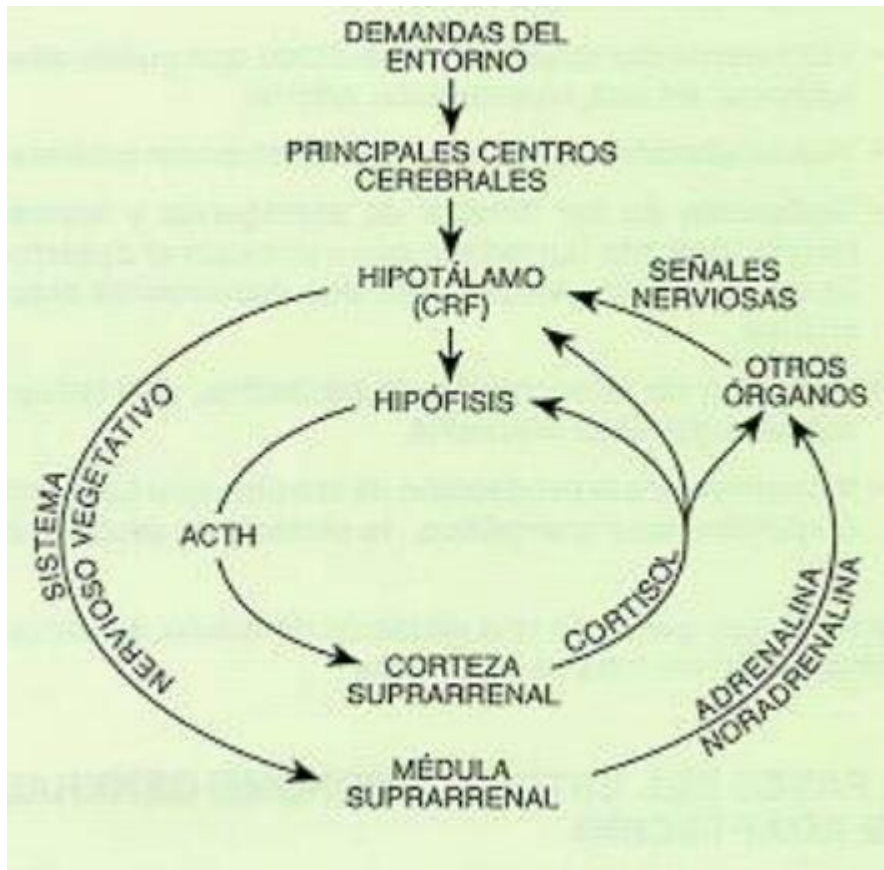 DEMANDAS DEL
ENTORNO
PRINCIPALES CENTROS
CEREBRALES
HIPOTÁLAMO
(CRF)
SEÑALES
NERVIOSAS
OTROS
ÓRGANOS
HIPÓFISIS
SISTEMA
NERVIOSO VEGETATIVO
ACTH
CORTISOL
CORTEZA
SUPRARRENAL
ADRENALINA
NORADRENALINA
MÉDULA
SUPRARRENAL